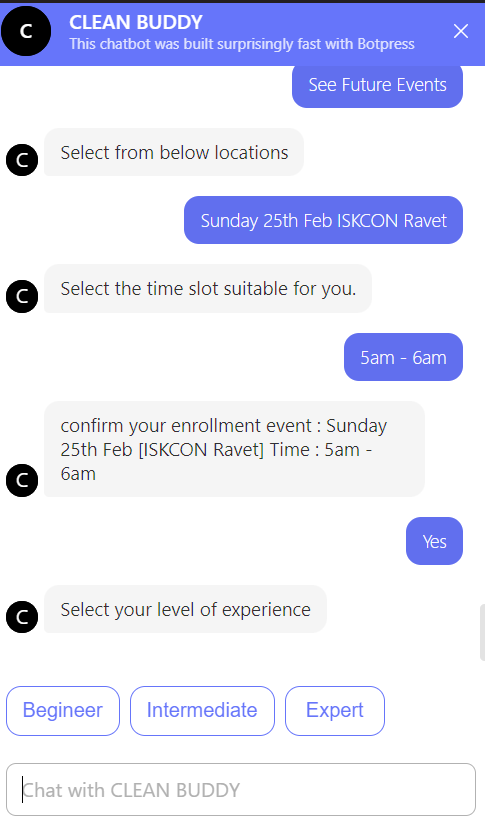 C
CLEAN BUDDY
This chatbot was built surprisingly fast with Botpress
See Future Events
C
Select from below locations
Sunday 25th Feb ISKCON Ravet
C
Select the time slot suitable for you.
5am - 6am
confirm your enrollment event : Sunday
25th Feb [ISKCON Ravet] Time : 5am -
6am
C
Yes
C
Select your level of experience
Begineer
Intermediate
Expert
Chat with CLEAN BUDDY